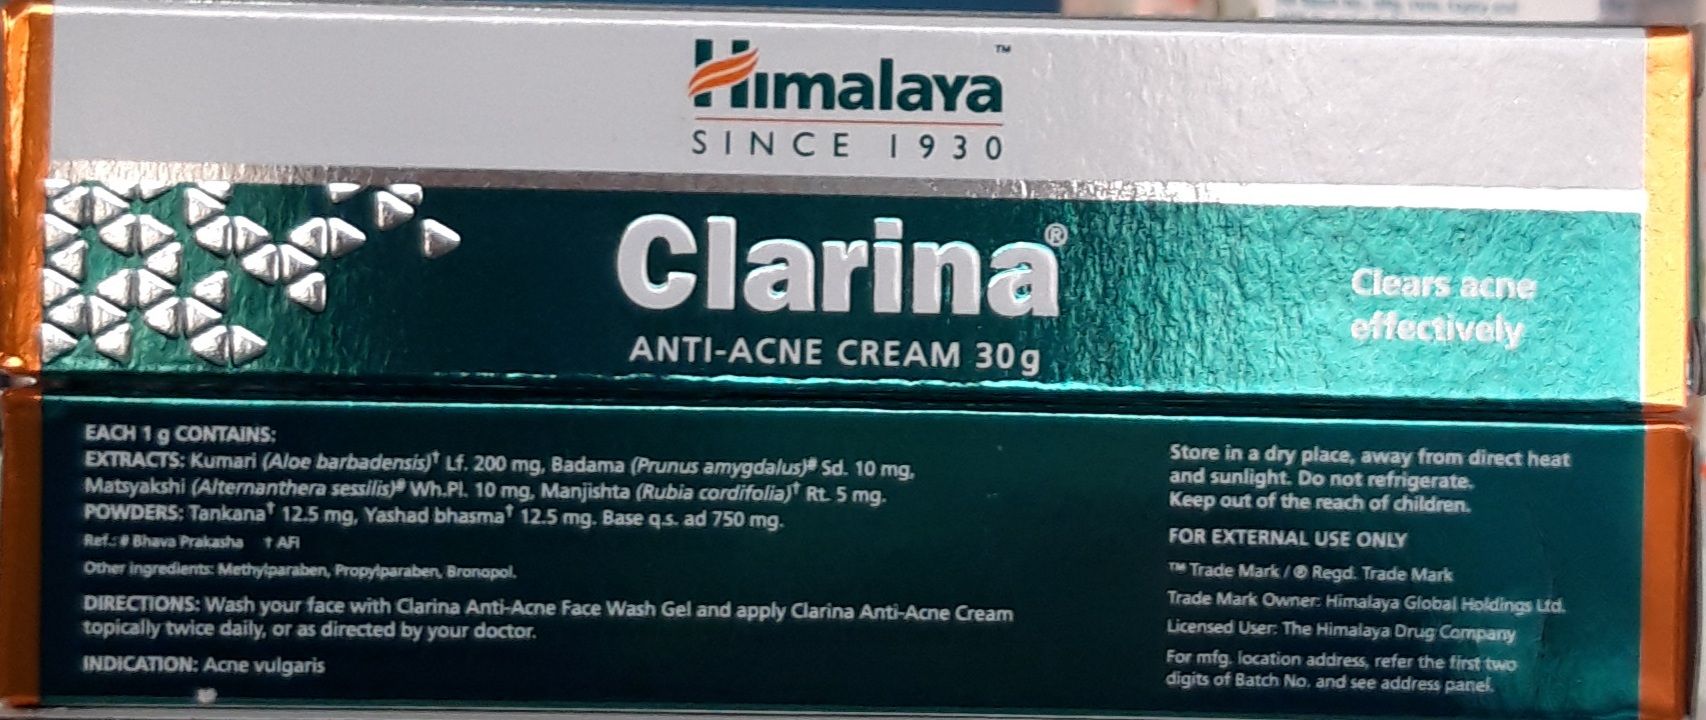 Himalaya™
SINCE 1930
Clarina®
ANTI-ACNE CREAM 30g
Clears acne
effectively
EACH 1 g CONTAINS:
EXTRACTS: Kumari (Aloe barbadensis)† Lf. 200 mg, Badama (Prunus amygdalus)# Sd. 10 mg,
Matsyakshi (Alternanthera sessilis)# Wh.Pl. 10 mg, Manjishta (Rubia cordifolia)† Rt. 5 mg.
POWDERS: Tankana† 12.5 mg, Yashad bhasma† 12.5 mg. Base q.s. ad 750 mg.
Ref.: # Bhava Prakasha † AFI
Other ingredients: Methylparaben, Propylparaben, Bronopol.
DIRECTIONS: Wash your face with Clarina Anti-Acne Face Wash Gel and apply Clarina Anti-Acne Cream
topically twice daily, or as directed by your doctor.
INDICATION: Acne vulgaris
Store in a dry place, away from direct heat
and sunlight. Do not refrigerate.
Keep out of the reach of children.
FOR EXTERNAL USE ONLY
™ Trade Mark / ® Regd. Trade Mark
Trade Mark Owner: Himalaya Global Holdings Ltd.
Licensed User: The Himalaya Drug Company
For mfg. location address, refer the first two
digits of Batch No. and see address panel.